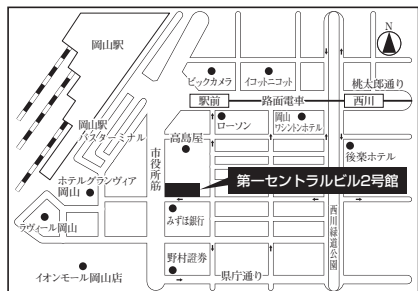 岡山駅
N
ビックカメラ
イコットニコット
桃太郎通り
駅前
路面電車
西川
岡山駅
バスターミナル
ローソン
岡山
ワシントンホテル
市役所筋
高島屋
後楽ホテル
ホテルグランヴィア
岡山
第一セントラルビル2号館
みずほ銀行
ラヴィール岡山
西川緑道公園
野村證券
県庁通り
イオンモール岡山店